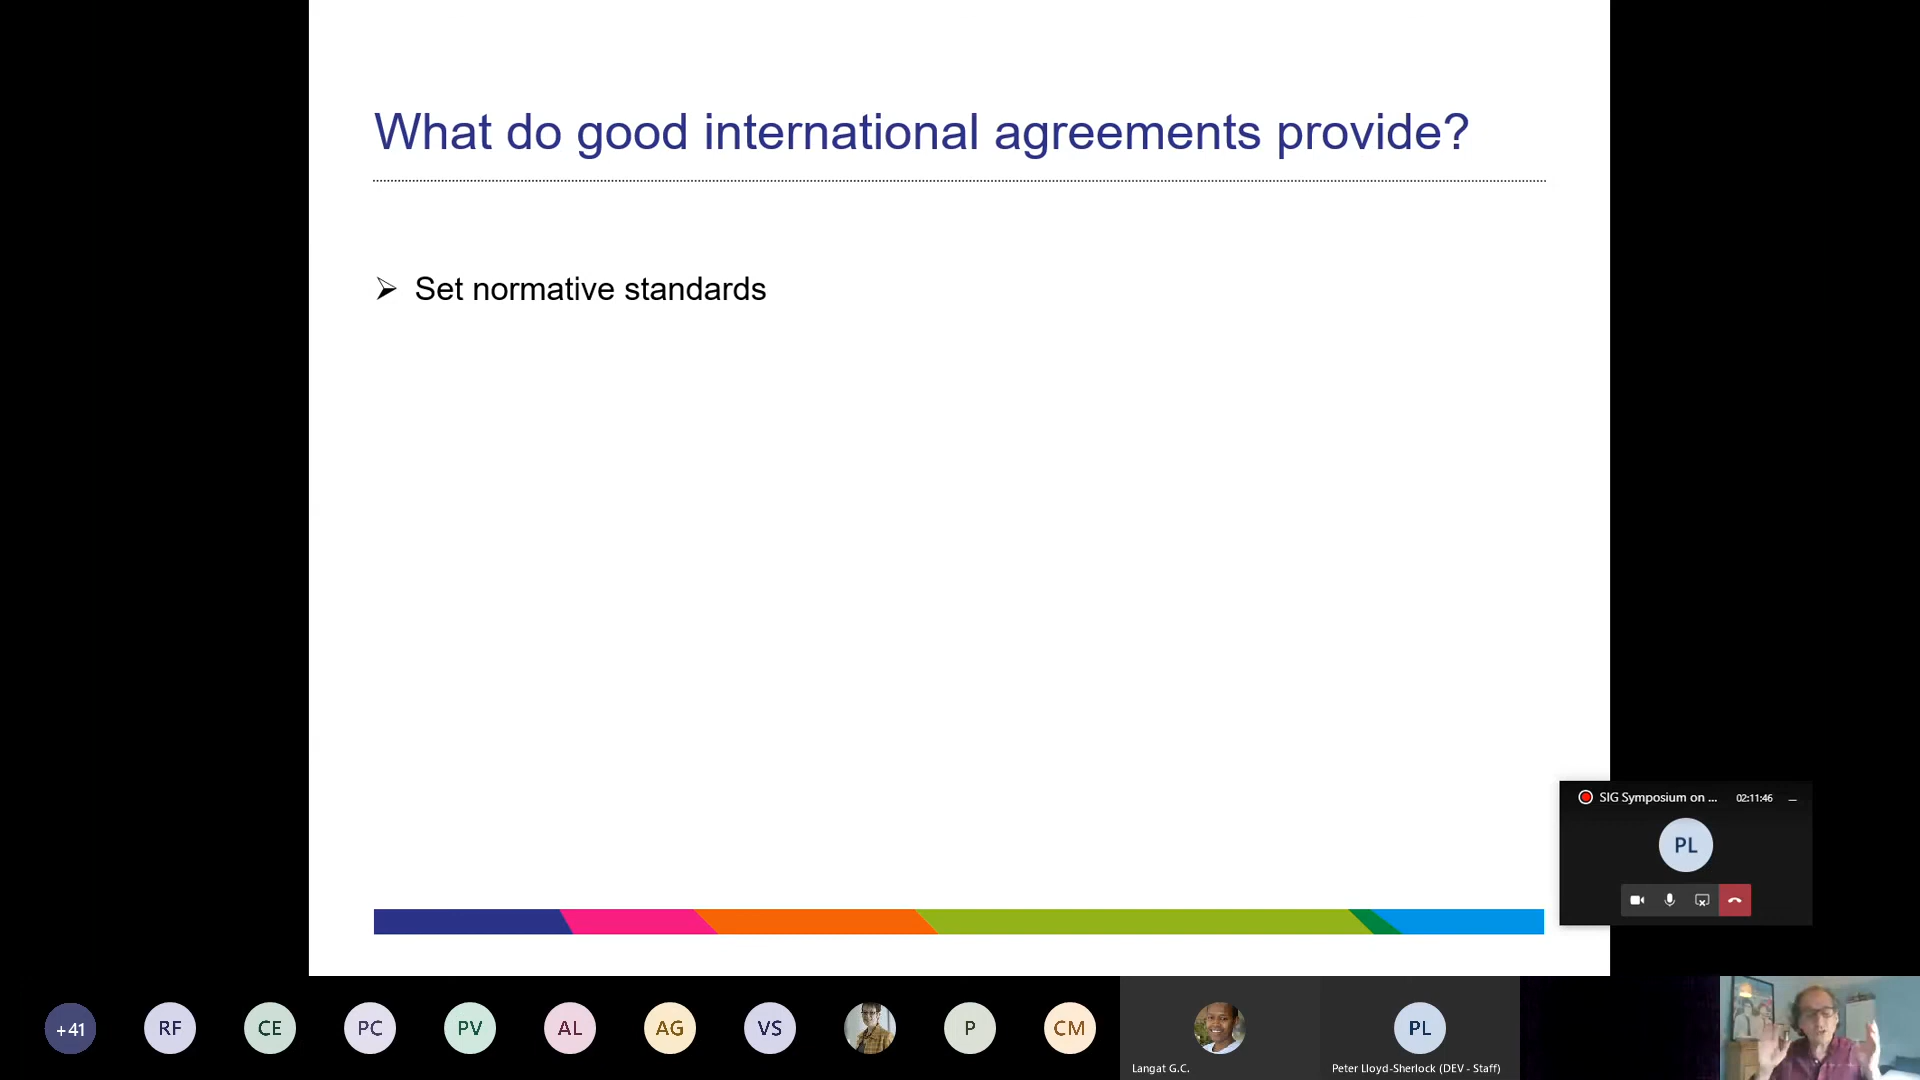 What do good international agreements provide?
➢ Set normative standards
SIG Symposium on ...
02:11:46
PL
+41
RF
CE
PC
PV
AL
AG
VS
P
CM
Langat G.C.
PL
Peter Lloyd-Sherlock (DEV - Staff)